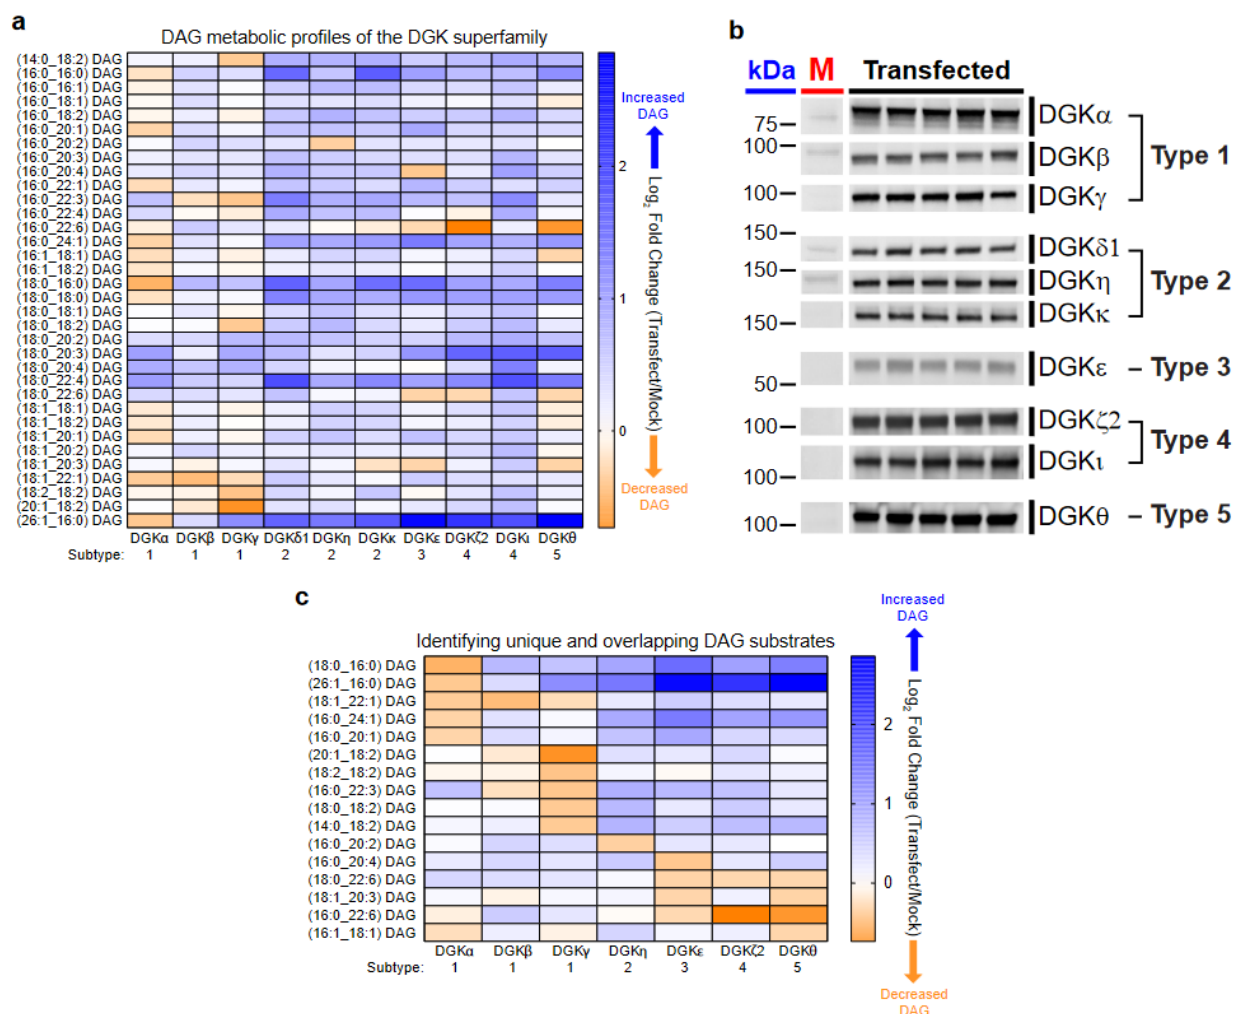 a
DAG metabolic profiles of the DGK superfamily
(14:0_18:2) DAG
(16:0_16:0) DAG
(16:0_16:1) DAG
(16:0_18:1) DAG
(16:0_18:2) DAG
(16:0_20:1) DAG
(16:0_20:2) DAG
(16:0_20:3) DAG
(16:0_20:4) DAG
(16:0_22:1) DAG
(16:0_22:3) DAG
(16:0_22:4) DAG
(16:0_22:6) DAG
(16:0_24:1) DAG
(16:1_18:1) DAG
(16:1_18:2) DAG
(18:0_16:0) DAG
(18:0_18:0) DAG
(18:0_18:1) DAG
(18:0_18:2) DAG
(18:0_20:2) DAG
(18:0_20:3) DAG
(18:0_20:4) DAG
(18:0_22:4) DAG
(18:0_22:6) DAG
(18:1_18:1) DAG
(18:1_18:2) DAG
(18:1_20:1) DAG
(18:1_20:2) DAG
(18:1_20:3) DAG
(18:1_22:1) DAG
(18:2_18:2) DAG
(20:1_18:2) DAG
(26:1_16:0) DAG
DGKα DGKβ DGKγ DGKδ1 DGKη DGKκ DGKε DGKζ2 DGKι DGKθ
Subtype: 1 1 1 2 2 2 3 4 4 5
2
1
0
Increased
DAG
Log2 Fold Change (Transfect/Mock)
Decreased
DAG
b
kDa M Transfected
75
DGKα
100
DGKβ
100
DGKγ
Type 1
150
DGKδ1
150
DGKη
150
DGKκ
Type 2
50
DGKε
Type 3
100
DGKζ2
100
DGKι
Type 4
100
DGKθ
Type 5
c
Identifying unique and overlapping DAG substrates
(18:0_16:0) DAG
(26:1_16:0) DAG
(18:1_22:1) DAG
(16:0_24:1) DAG
(16:0_20:1) DAG
(20:1_18:2) DAG
(18:2_18:2) DAG
(16:0_22:3) DAG
(18:0_18:2) DAG
(14:0_18:2) DAG
(16:0_20:2) DAG
(16:0_20:4) DAG
(18:0_22:6) DAG
(18:1_20:3) DAG
(16:0_22:6) DAG
(16:1_18:1) DAG
DGKα DGKβ DGKγ DGKη DGKε DGKζ2 DGKθ
Subtype: 1 1 1 2 3 4 5
2
1
0
Increased
DAG
Log2 Fold Change (Transfect/Mock)
Decreased
DAG